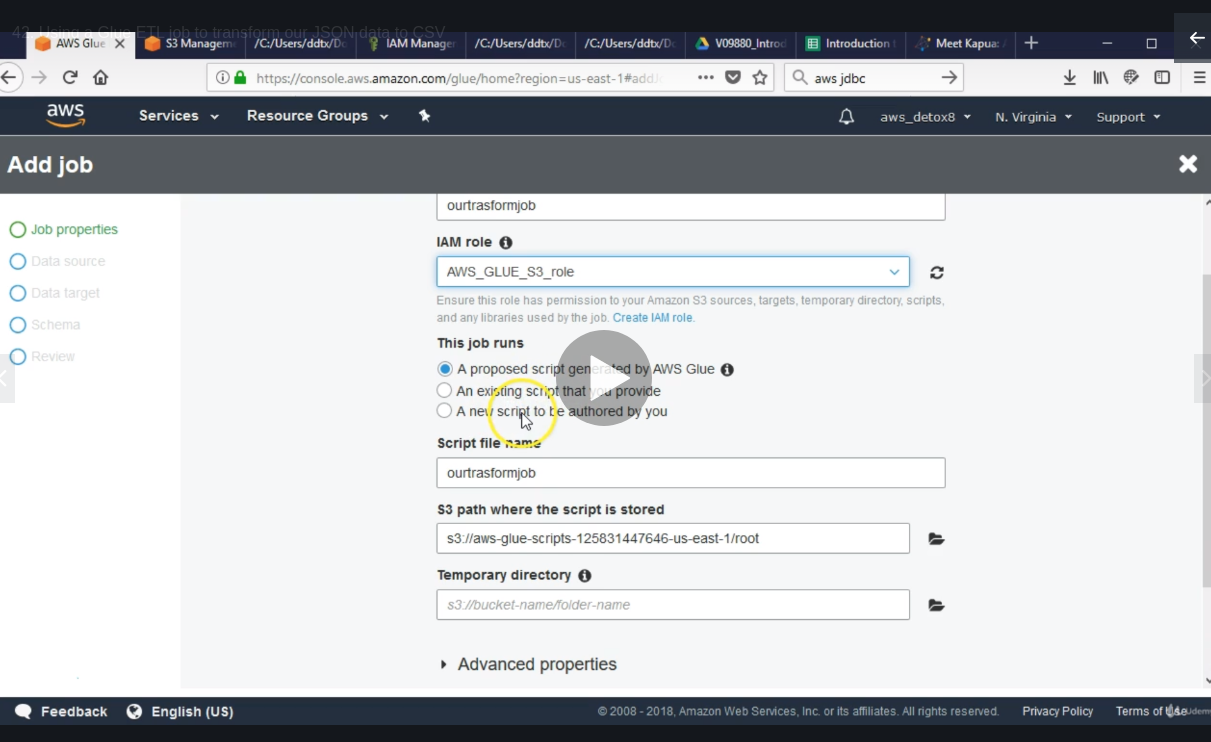 42. Using a Glue ETL job to transform our JSON data to CSV
AWS Glue
S3 Managem
/C:/Users/ddtx/Do
IAM Manager
/C:/Users/ddtx/Do
/C:/Users/ddtx/Do
V09880_Introd
Introduction t
Meet Kapua:
https://console.aws.amazon.com/glue/home?region=us-east-1#addJ
aws jdbc
aws
Services
Resource Groups
aws_detox8
N. Virginia
Support
Add job
Job properties
Data source
Data target
Schema
Review
ourtrasformjob
IAM role
AWS_GLUE_S3_role
Ensure this role has permission to your Amazon S3 sources, targets, temporary directory, scripts,
and any libraries used by the job. Create IAM role.
This job runs
A proposed script generated by AWS Glue
An existing script that you provide
A new script to be authored by you
Script file name
ourtrasformjob
S3 path where the script is stored
s3://aws-glue-scripts-125831447646-us-east-1/root
Temporary directory
s3://bucket-name/folder-name
Advanced properties
Feedback
English (US)
© 2008 - 2018, Amazon Web Services, Inc. or its affiliates. All rights reserved.
Privacy Policy
Terms of Use